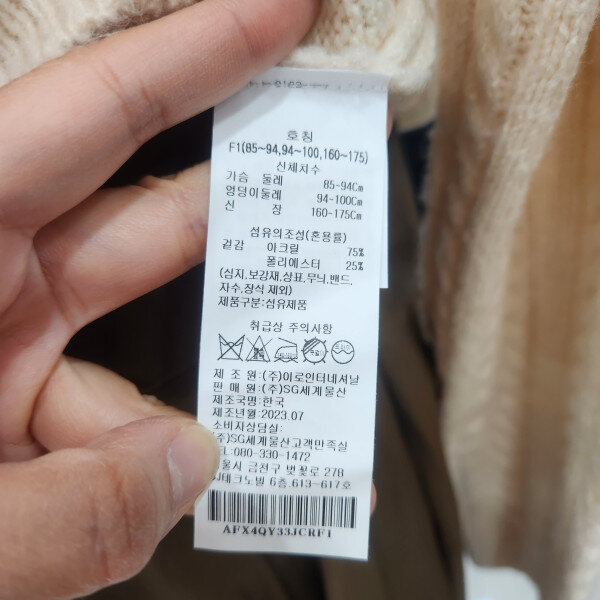 호칭
F1(85~94,94~100,160~175)
신체치수
가슴 둘레 85-94Cm
엉덩이둘레 94-100Cm
신 장 160-175Cm
섬유의조성(혼용률)
겉감 아크릴 75%
폴리에스터 25%
(심지,보강재,상표,무늬,밴드,
자수,장식 제외)
제품구분:섬유제품
취급상 주의사항
제 조 원:(주)이로인터네셔날
판 매 원:(주)SG세계물산
제조국명:한국
제조년월2023.07
소비자상담실:
(주)SG세계물산고객만족실
EL:080-330-1472
울시 금천구 벚꽃로 278
SJ테크노빌 6층 613-617호
AFX4QY33JCRF1